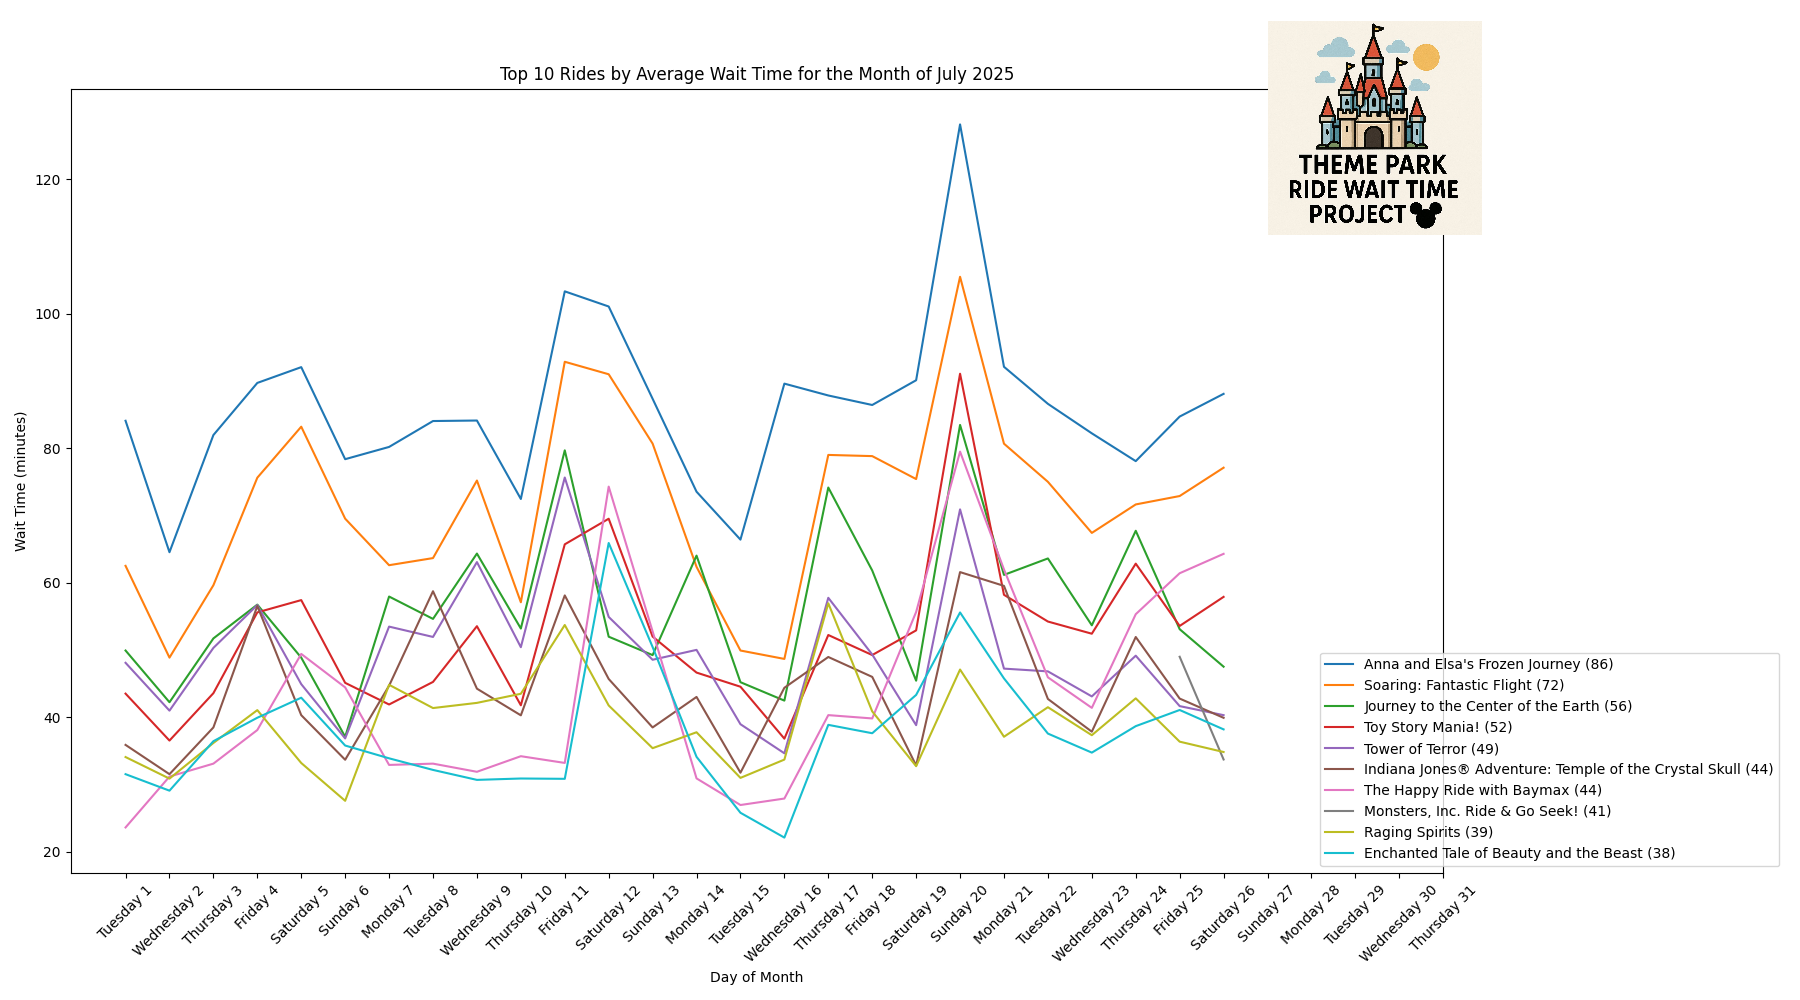 THEME PARK
RIDE WAIT TIME
PROJECT
Top 10 Rides by Average Wait Time for the Month of July 2025
Wait Time (minutes)
120
100
80
60
40
20
Anna and Elsa's Frozen Journey (86)
Soaring: Fantastic Flight (72)
Journey to the Center of the Earth (56)
Toy Story Mania! (52)
Tower of Terror (49)
Indiana Jones® Adventure: Temple of the Crystal Skull (44)
The Happy Ride with Baymax (44)
Monsters, Inc. Ride & Go Seek! (41)
Raging Spirits (39)
Enchanted Tale of Beauty and the Beast (38)
Tuesday 1
Wednesday 2
Thursday 3
Friday 4
Saturday 5
Sunday 6
Monday 7
Tuesday 8
Wednesday 9
Thursday 10
Friday 11
Saturday 12
Sunday 13
Monday 14
Tuesday 15
Wednesday 16
Thursday 17
Friday 18
Saturday 19
Sunday 20
Monday 21
Tuesday 22
Wednesday 23
Thursday 24
Friday 25
Saturday 26
Sunday 27
Monday 28
Tuesday 29
Wednesday 30
Thursday 31
Day of Month